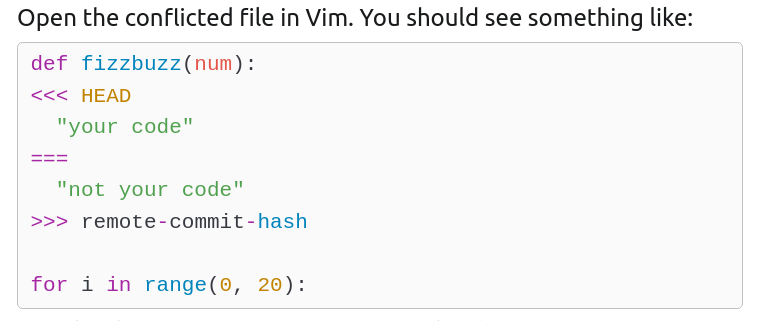 Open the conflicted file in Vim. You should see something like:
def fizzbuzz(num):
<<< HEAD
  "your code"
===
  "not your code"
>>> remote-commit-hash

for i in range(0, 20):